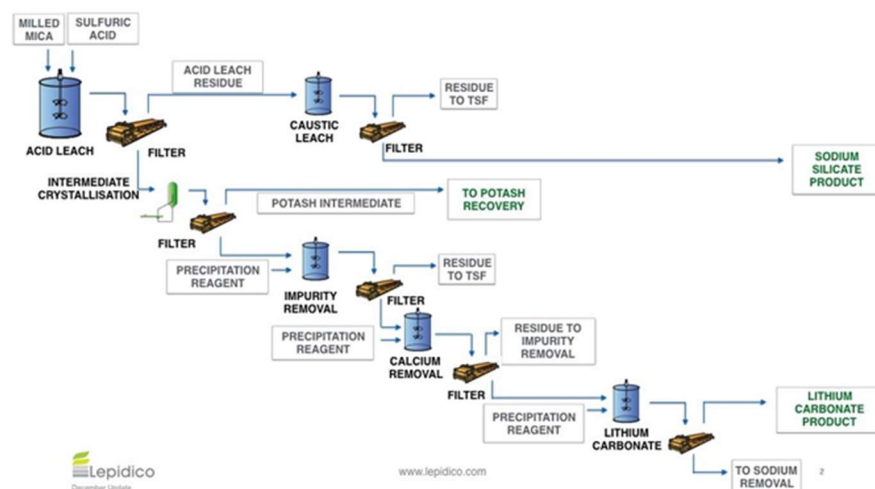 MILLED
MICA
SULFURIC
ACID
ACID LEACH
RESIDUE
RESIDUE
TO TSF
CAUSTIC
LEACH
ACID LEACH
FILTER
FILTER
SODIUM
SILICATE
PRODUCT
INTERMEDIATE
CRYSTALLISATION
POTASH INTERMEDIATE
TO POTASH
RECOVERY
FILTER
PRECIPITATION
REAGENT
IMPURITY
REMOVAL
RESIDUE
TO TSF
FILTER
PRECIPITATION
REAGENT
CALCIUM
REMOVAL
RESIDUE TO
IMPURITY
REMOVAL
FILTER
PRECIPITATION
REAGENT
LITHIUM
CARBONATE
LITHIUM
CARBONATE
PRODUCT
TO SODIUM
REMOVAL
Lepidico
December Update
www.lepidico.com
2